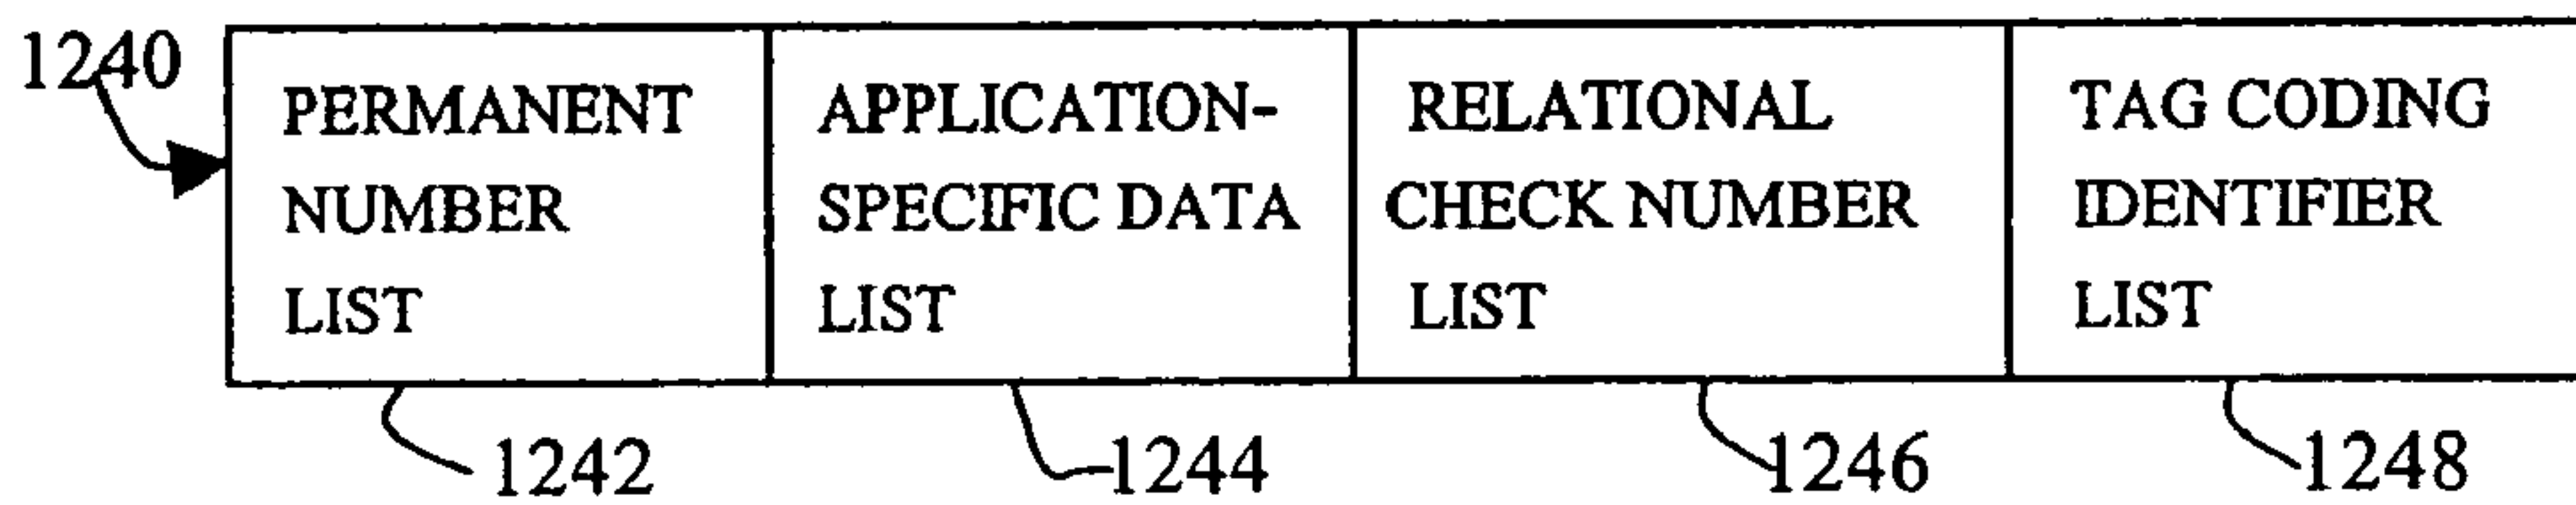 1240
PERMANENT
NUMBER
LIST
APPLICATION-
SPECIFIC DATA
LIST
RELATIONAL
CHECK NUMBER
LIST
TAG CODING
IDENTIFIER
LIST
1242
1244
1246
1248